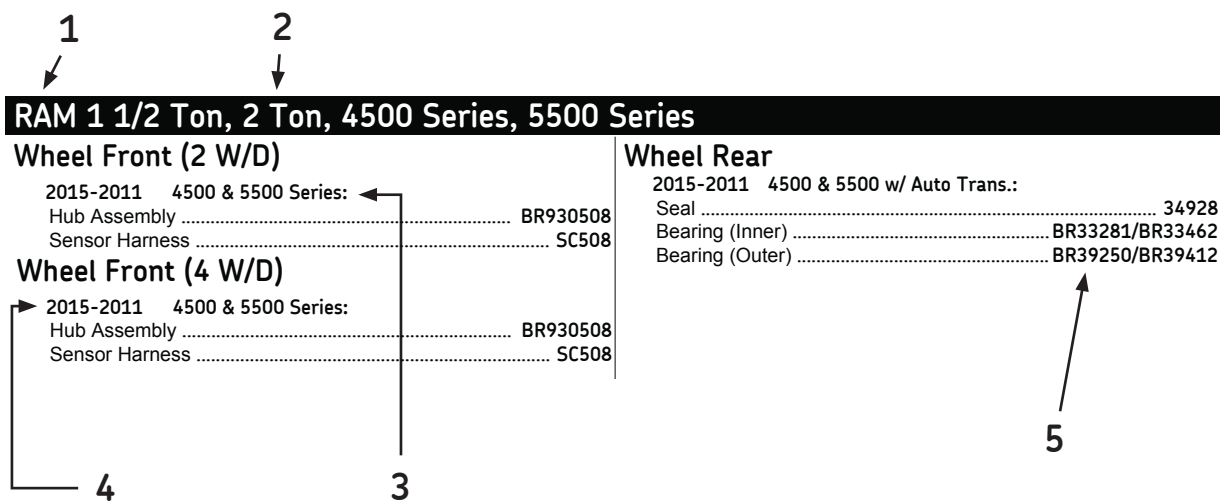 1 2
RAM 1 1/2 Ton, 2 Ton, 4500 Series, 5500 Series
Wheel Front (2 W/D)
2015-2011 4500 & 5500 Series:
Hub Assembly ........................................................................ BR930508
Sensor Harness ........................................................................ SC508
Wheel Front (4 W/D)
2015-2011 4500 & 5500 Series:
Hub Assembly ........................................................................ BR930508
Sensor Harness ........................................................................ SC508
Wheel Rear
2015-2011 4500 & 5500 w/ Auto Trans.:
Seal ........................................................................ 34928
Bearing (Inner) ........................................................ BR33281/BR33462
Bearing (Outer) ........................................................ BR39250/BR39412
5
4 3